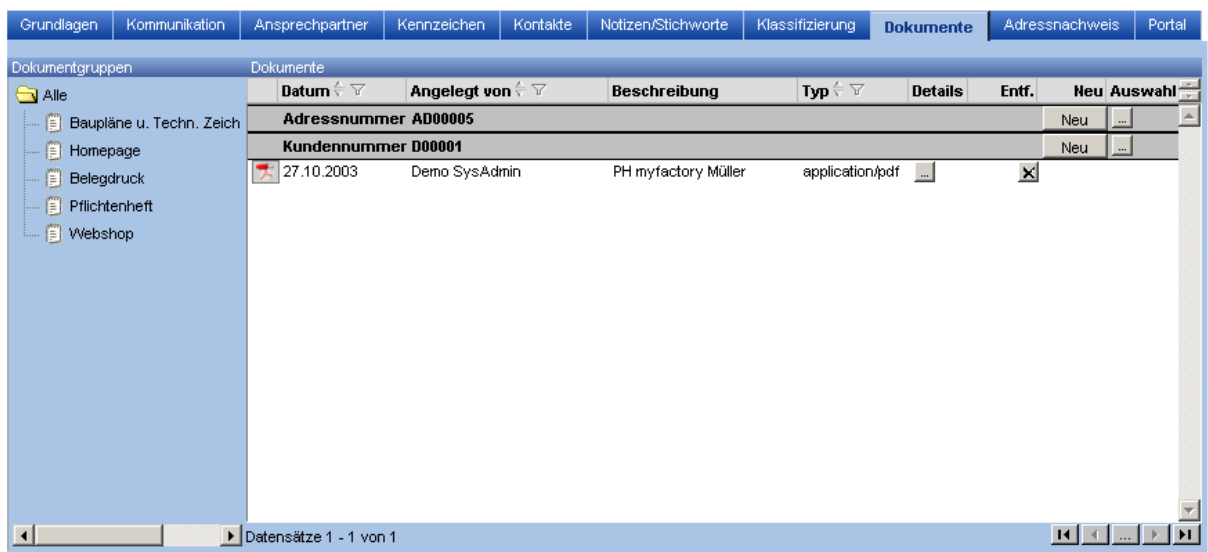 Grundlagen Kommunikation Ansprechpartner Kennzeichen Kontakte Notizen/Stichworte Klassifizierung Dokumente Adressnachweis Portal
Dokumentgruppen
Alle
Baupläne u. Techn. Zeich
Homepage
Belegdruck
Pflichtenheft
Webshop
Dokumente
Datum Angelegt von Beschreibung Typ Details Entf. Neu Auswahl
Adressnummer AD00005 Neu ...
Kundennummer D00001 Neu ...
27.10.2003 Demo SysAdmin PH myfactory Müller application/pdf ...
Datensätze 1 - 1 von 1 ...